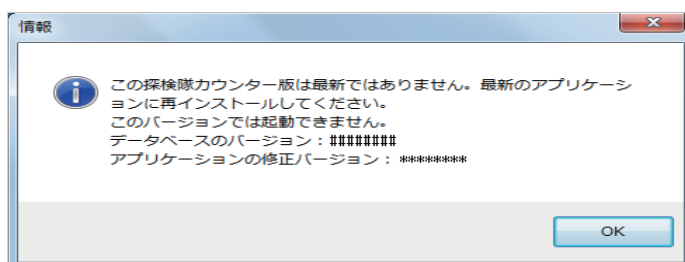 情報
この探検隊カウンター版は最新ではありません。最新のアプリケーシ
ョンに再インストールしてください。
このバージョンでは起動できません。
データベースのバージョン：########
アプリケーションの修正バージョン：********
OK